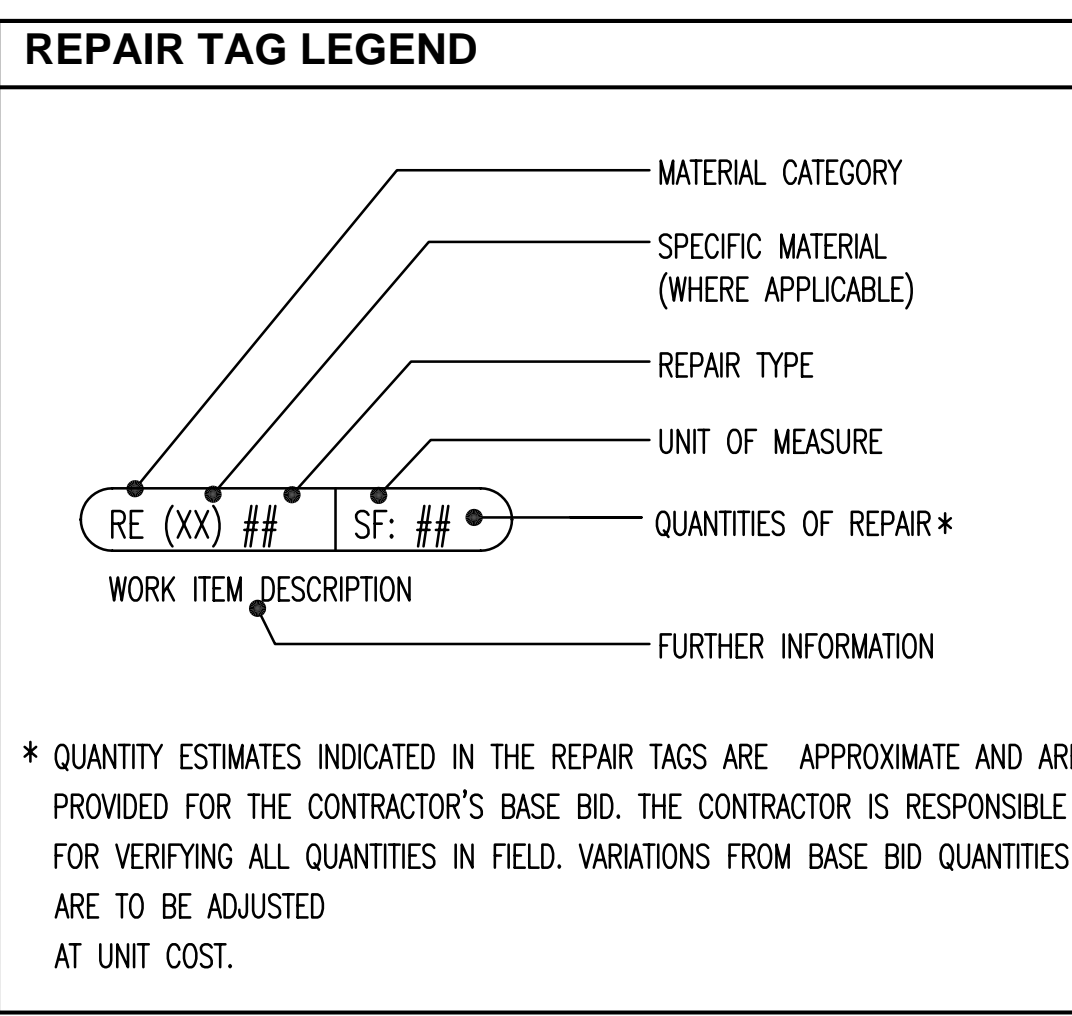 REPAIR TAG LEGEND
MATERIAL CATEGORY
SPECIFIC MATERIAL
(WHERE APPLICABLE)
REPAIR TYPE
UNIT OF MEASURE
RE (XX) ## SF: ##
QUANTITIES OF REPAIR*
WORK ITEM DESCRIPTION
FURTHER INFORMATION
* QUANTITY ESTIMATES INDICATED IN THE REPAIR TAGS ARE APPROXIMATE AND AR
PROVIDED FOR THE CONTRACTOR'S BASE BID. THE CONTRACTOR IS RESPONSIBLE
FOR VERIFYING ALL QUANTITIES IN FIELD. VARIATIONS FROM BASE BID QUANTITIES
ARE TO BE ADJUSTED
AT UNIT COST.